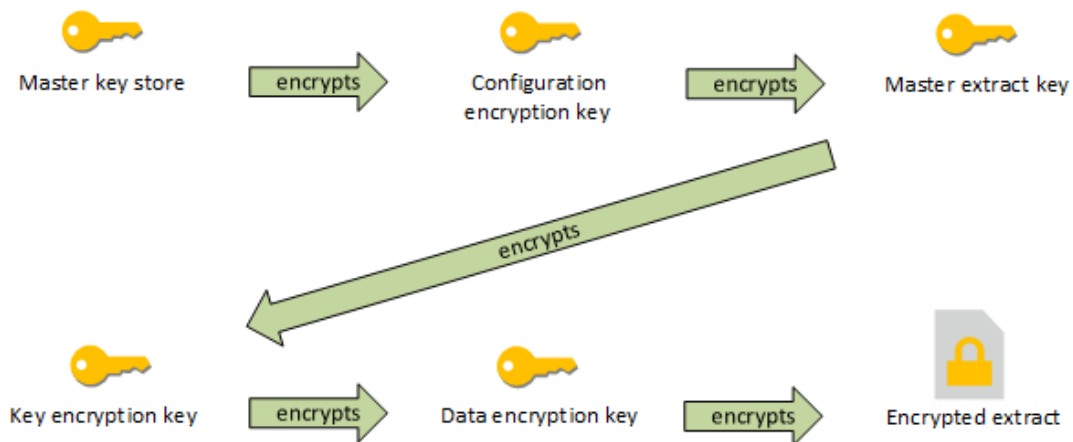 Master key store
encrypts
Configuration
encryption key
encrypts
Master extract key
encrypts
Key encryption key
encrypts
Data encryption key
encrypts
Encrypted extract